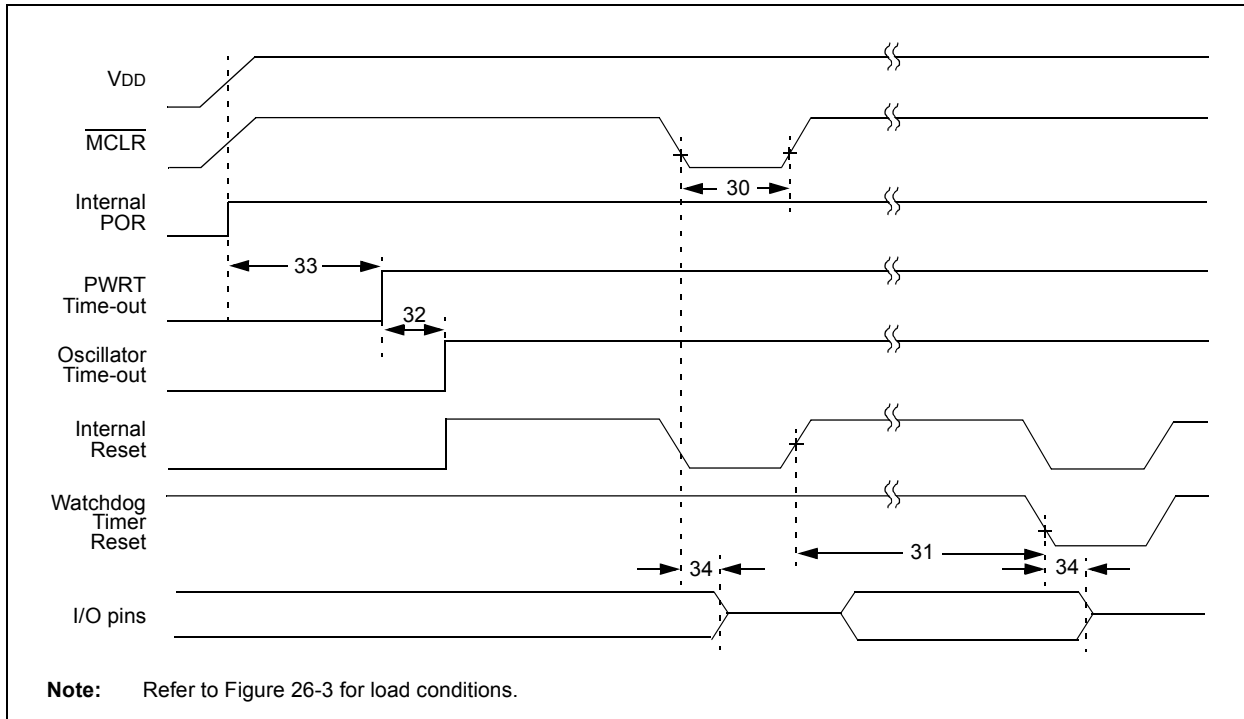 VDD
MCLR
30
Internal
POR
33
PWRT
Time-out
32
Oscillator
Time-out
Internal
Reset
Watchdog
Timer
Reset
31
34
34
I/O pins
Note: Refer to Figure 26-3 for load conditions.